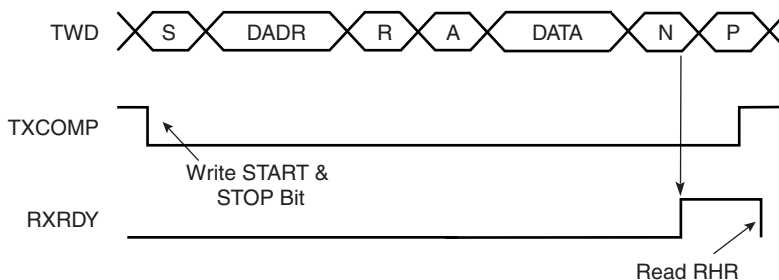 TWD S DADR R A DATA N P
TXCOMP
Write START &
STOP Bit
RXRDY
Read RHR